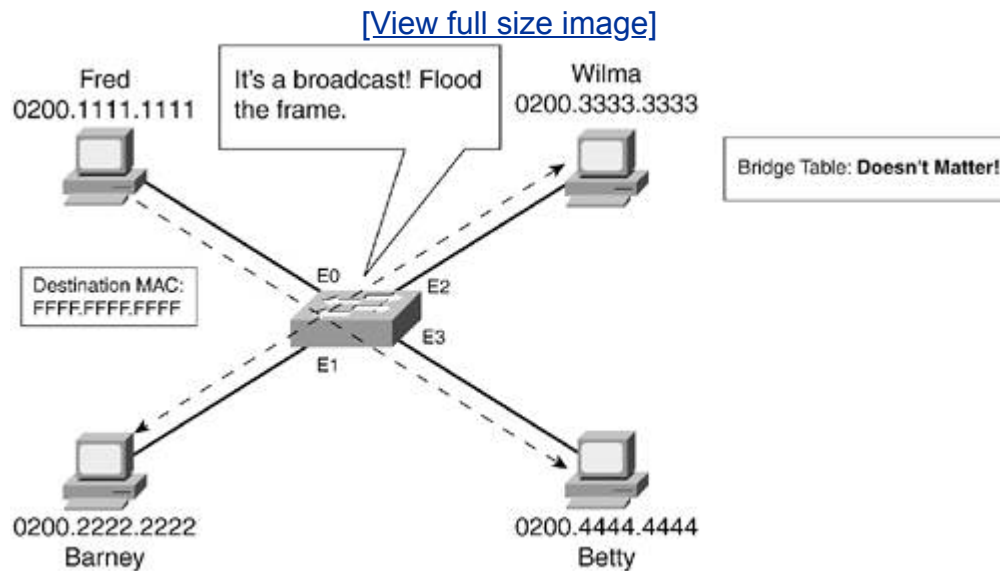 [View full size image]
Fred
0200.1111.1111
It's a broadcast! Flood
the frame.
Wilma
0200.3333.3333
Bridge Table: Doesn't Matter!
Destination MAC:
FFFF.FFFF.FFFF
E0
E2
E3
E1
0200.2222.2222
Barney
0200.4444.4444
Betty